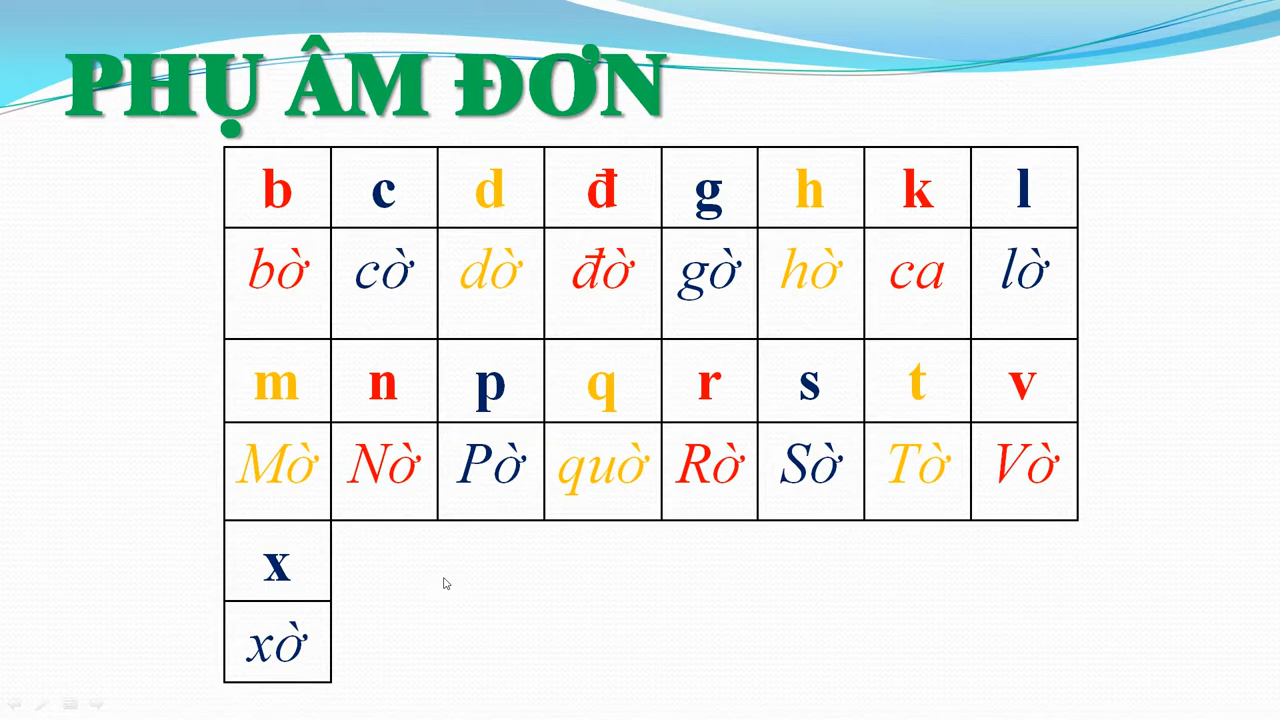 PHỤ ÂM ĐƠN
b c d đ g h k l
bờ cờ dờ đờ gờ hờ ca lờ
m n p q r s t v
Mờ Nờ Pờ quờ Rờ Sờ Tờ Vờ
x
xờ